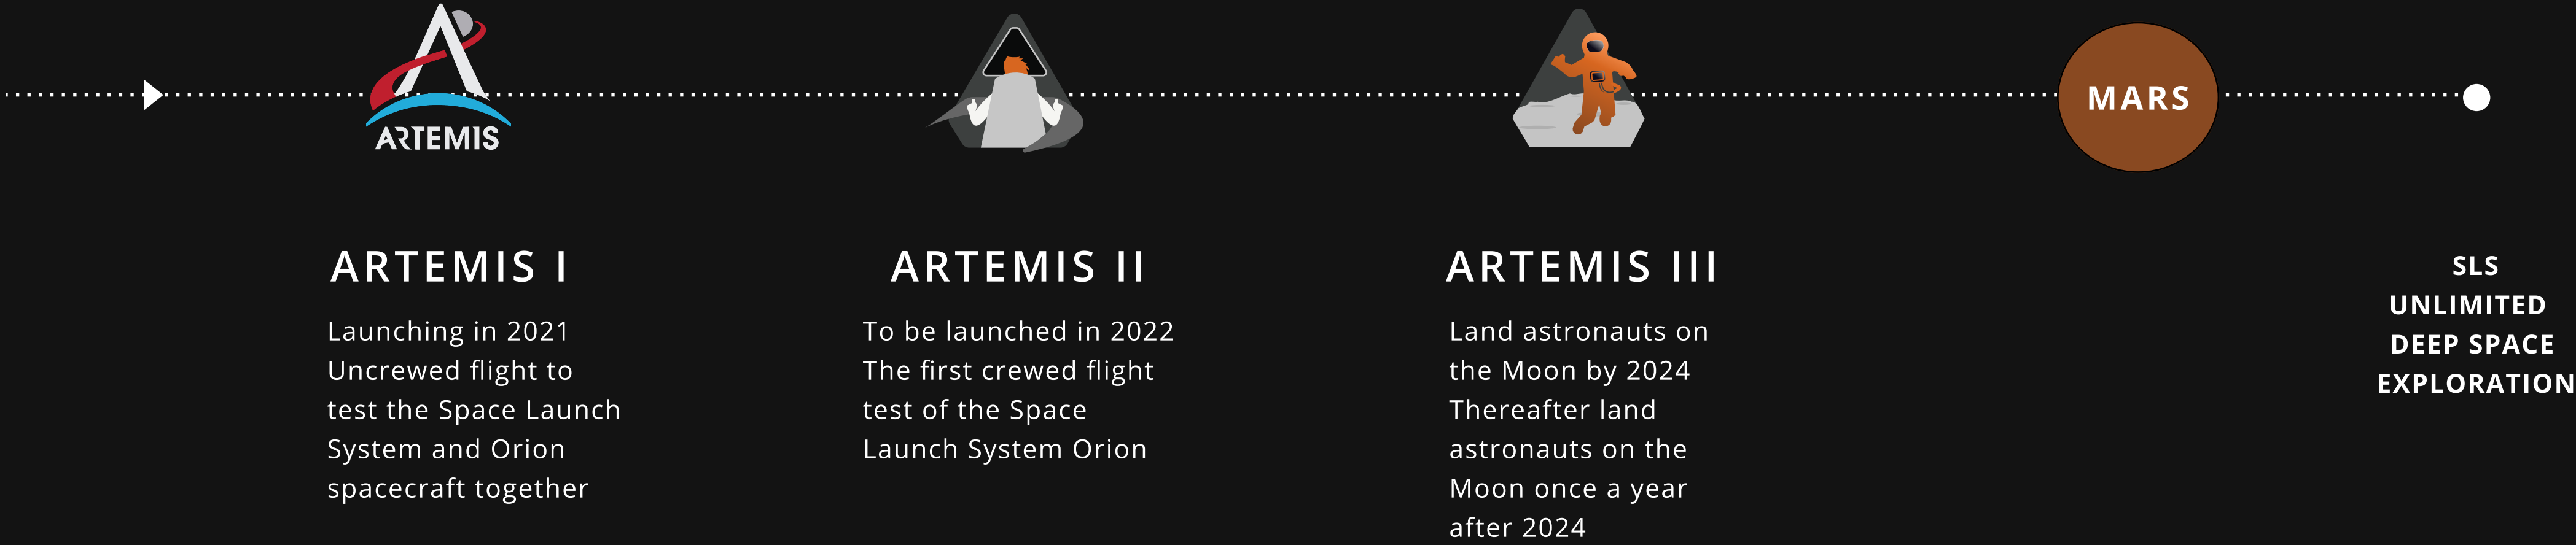 ARTEMIS
MARS
ARTEMIS I
Launching in 2021
Uncrewed flight to
test the Space Launch
System and Orion
spacecraft together
ARTEMIS II
To be launched in 2022
The first crewed flight
test of the Space
Launch System Orion
ARTEMIS III
Land astronauts on
the Moon by 2024
Thereafter land
astronauts on the
Moon once a year
after 2024
SLS
UNLIMITED
DEEP SPACE
EXPLORATION